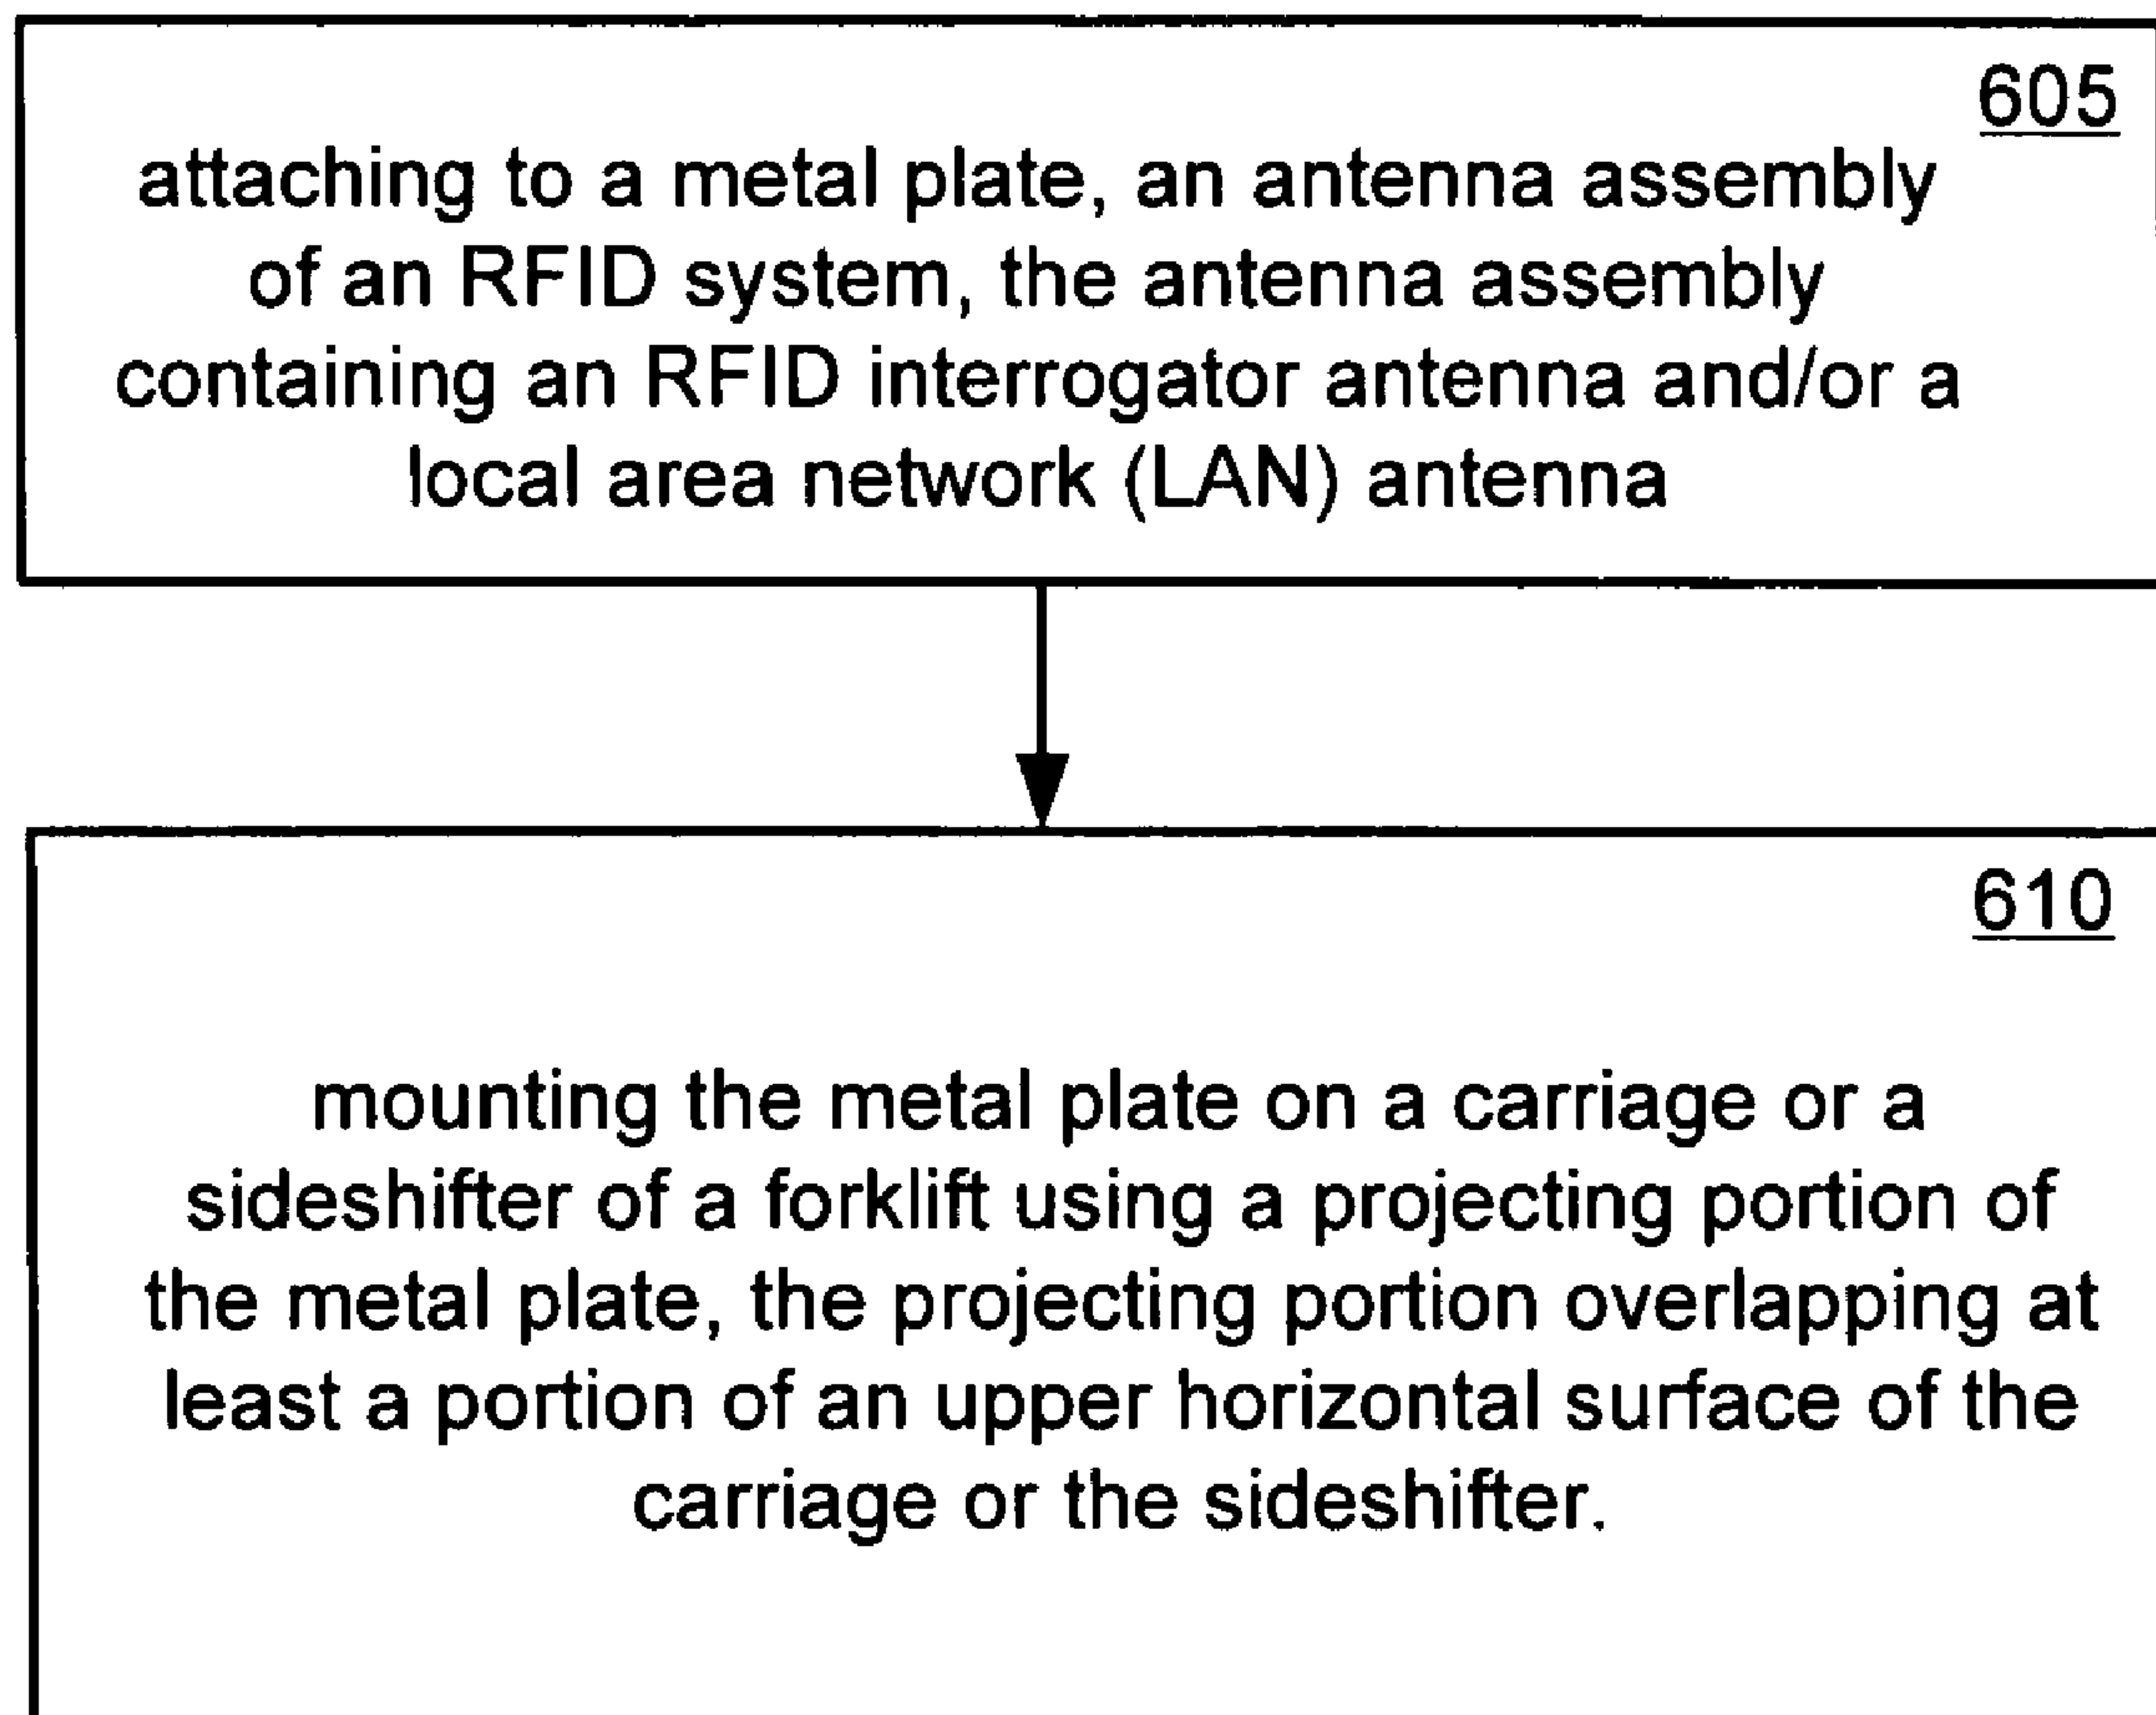 605
attaching to a metal plate, an antenna assembly
of an RFID system, the antenna assembly
containing an RFID interrogator antenna and/or a
local area network (LAN) antenna
610
mounting the metal plate on a carriage or a
sideshifter of a forklift using a projecting portion of
the metal plate, the projecting portion overlapping at
least a portion of an upper horizontal surface of the
carriage or the sideshifter.